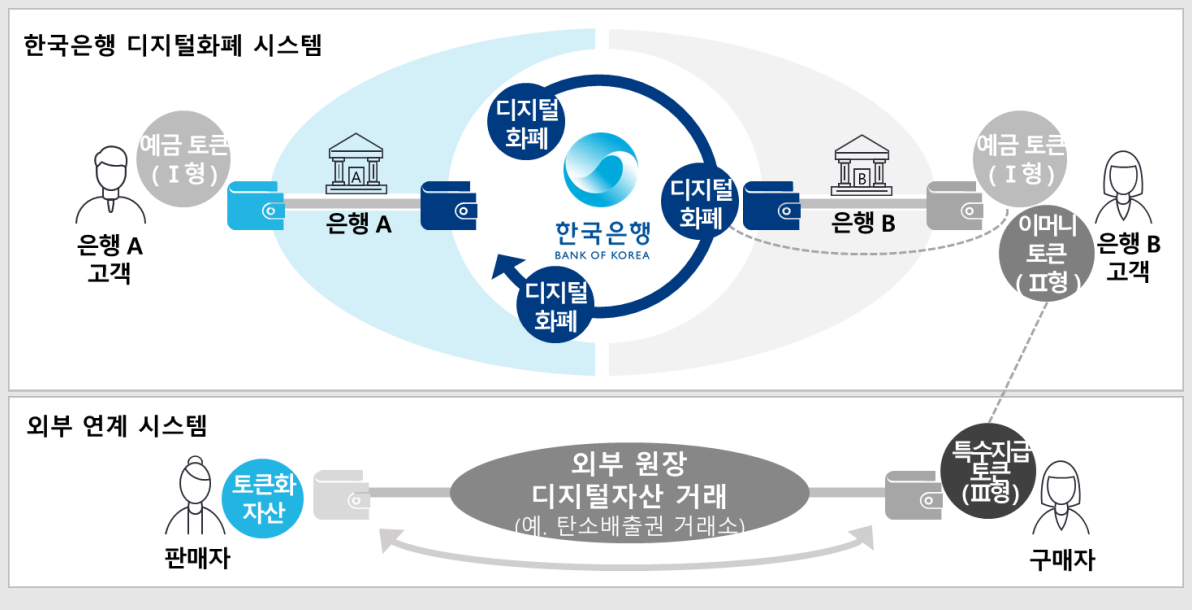 한국은행 디지털화폐 시스템
예금 토큰
( Ⅰ 형 )
은행 A
고객
A
은행 A
디지털
화폐
한국은행
BANK OF KOREA
디지털
화폐
디지털
화폐
B
은행 B
예금 토큰
( Ⅰ 형 )
이머니
토큰
( Ⅱ형 )
은행 B
고객
외부 연계 시스템
토큰화
자산
판매자
외부 원장
디지털자산 거래
(예. 탄소배출권 거래소)
특수지급
토큰
(Ⅲ형)
구매자